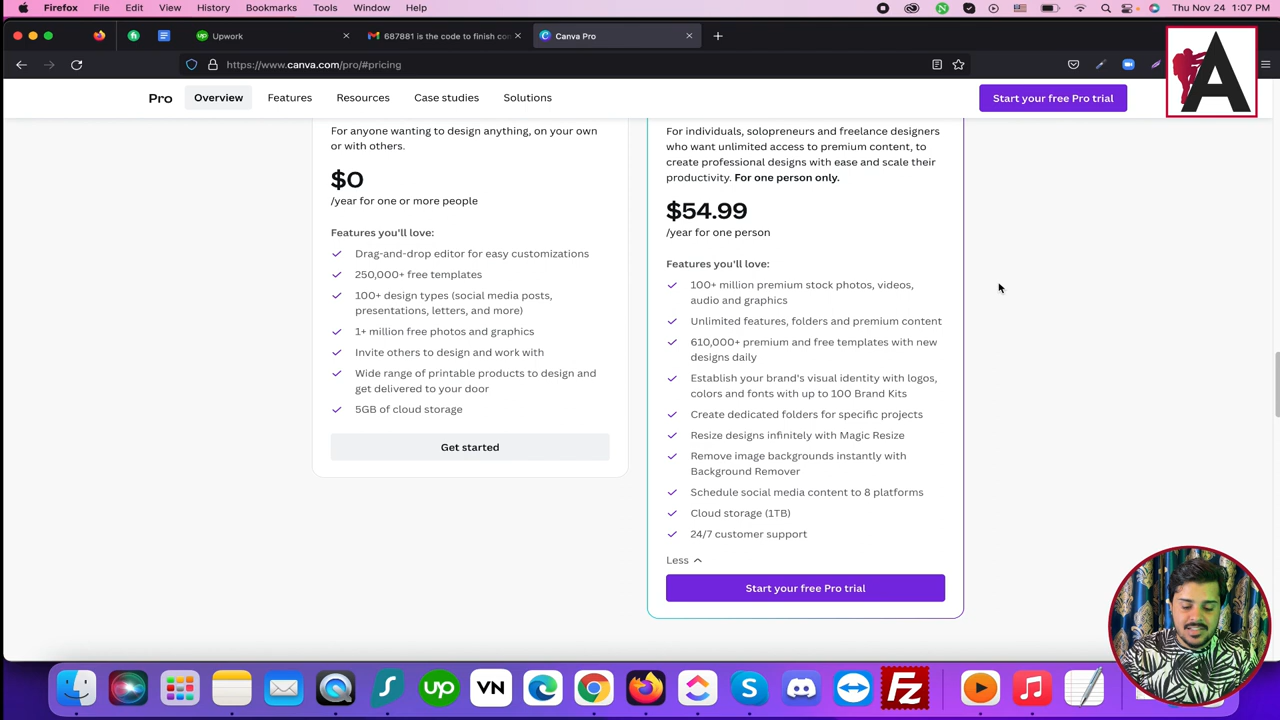 Firefox File Edit View History Bookmarks Tools Window Help
Thu Nov 24 1:07 PM
Upwork
687881 is the code to finish co
Canva Pro
https://www.canva.com/pro/#pricing
Pro Overview Features Resources Case studies Solutions Start your free Pro trial
A
For anyone wanting to design anything, on your own
or with others.
$0
/year for one or more people
Features you'll love:
Drag-and-drop editor for easy customizations
250,000+ free templates
100+ design types (social media posts,
presentations, letters, and more)
1+ million free photos and graphics
Invite others to design and work with
Wide range of printable products to design and
get delivered to your door
5GB of cloud storage
Get started
For individuals, solopreneurs and freelance designers
who want unlimited access to premium content, to
create professional designs with ease and scale their
productivity. For one person only.
$54.99
/year for one person
Features you'll love:
100+ million premium stock photos, videos,
audio and graphics
Unlimited features, folders and premium content
610,000+ premium and free templates with new
designs daily
Establish your brand's visual identity with logos,
colors and fonts with up to 100 Brand Kits
Create dedicated folders for specific projects
Resize designs infinitely with Magic Resize
Remove image backgrounds instantly with
Background Remover
Schedule social media content to 8 platforms
Cloud storage (1TB)
24/7 customer support
Less
Start your free Pro trial
up
VN
S
Fz